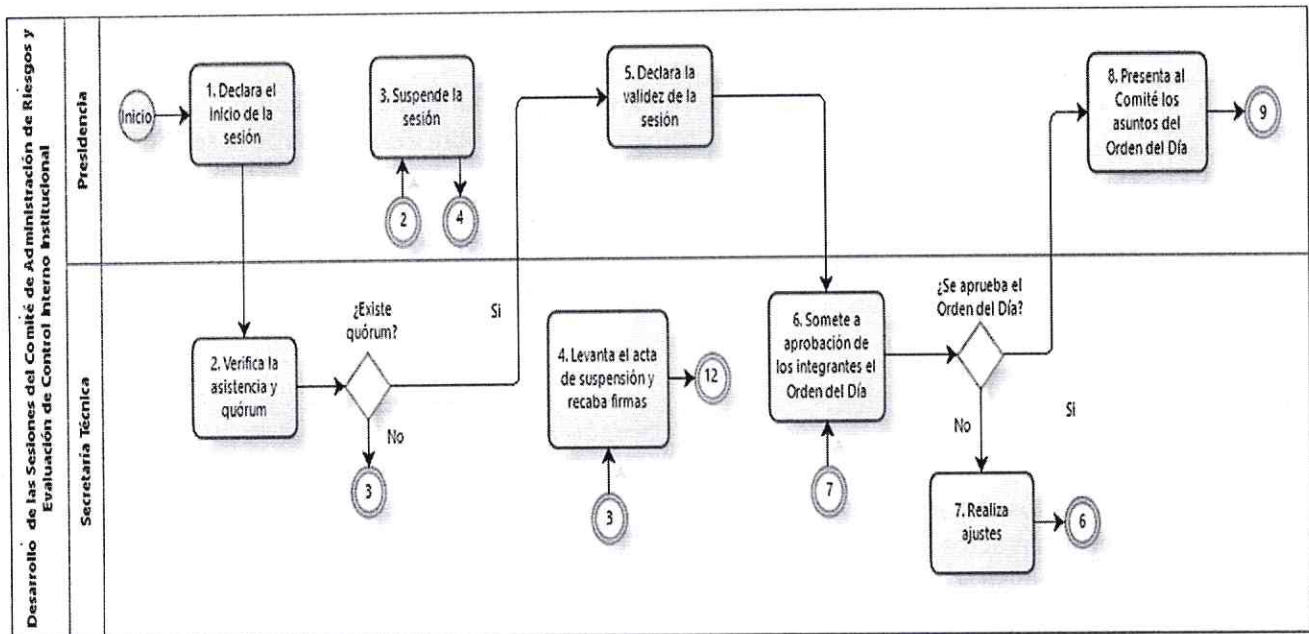 Desarrollo de las Sesiones del Comité de Administración de Riesgos y
Evaluación de Control Interno Institucional
Presidencia
Inicio
1. Declara el
inicio de la
sesión
3. Suspende la
sesión
2
4
5. Declara la
validez de la
sesión
8. Presenta al
Comité los
asuntos del
Orden del Día
9
Secretaría Técnica
2. Verifica la
asistencia y
quórum
¿Existe
quórum?
Si
No
3
4. Levanta el acta
de suspensión y
recaba firmas
12
3
6. Somete a
aprobación de
los integrantes el
Orden del Día
7
¿Se aprueba el
Orden del Día?
Si
No
7. Realiza
ajustes
6